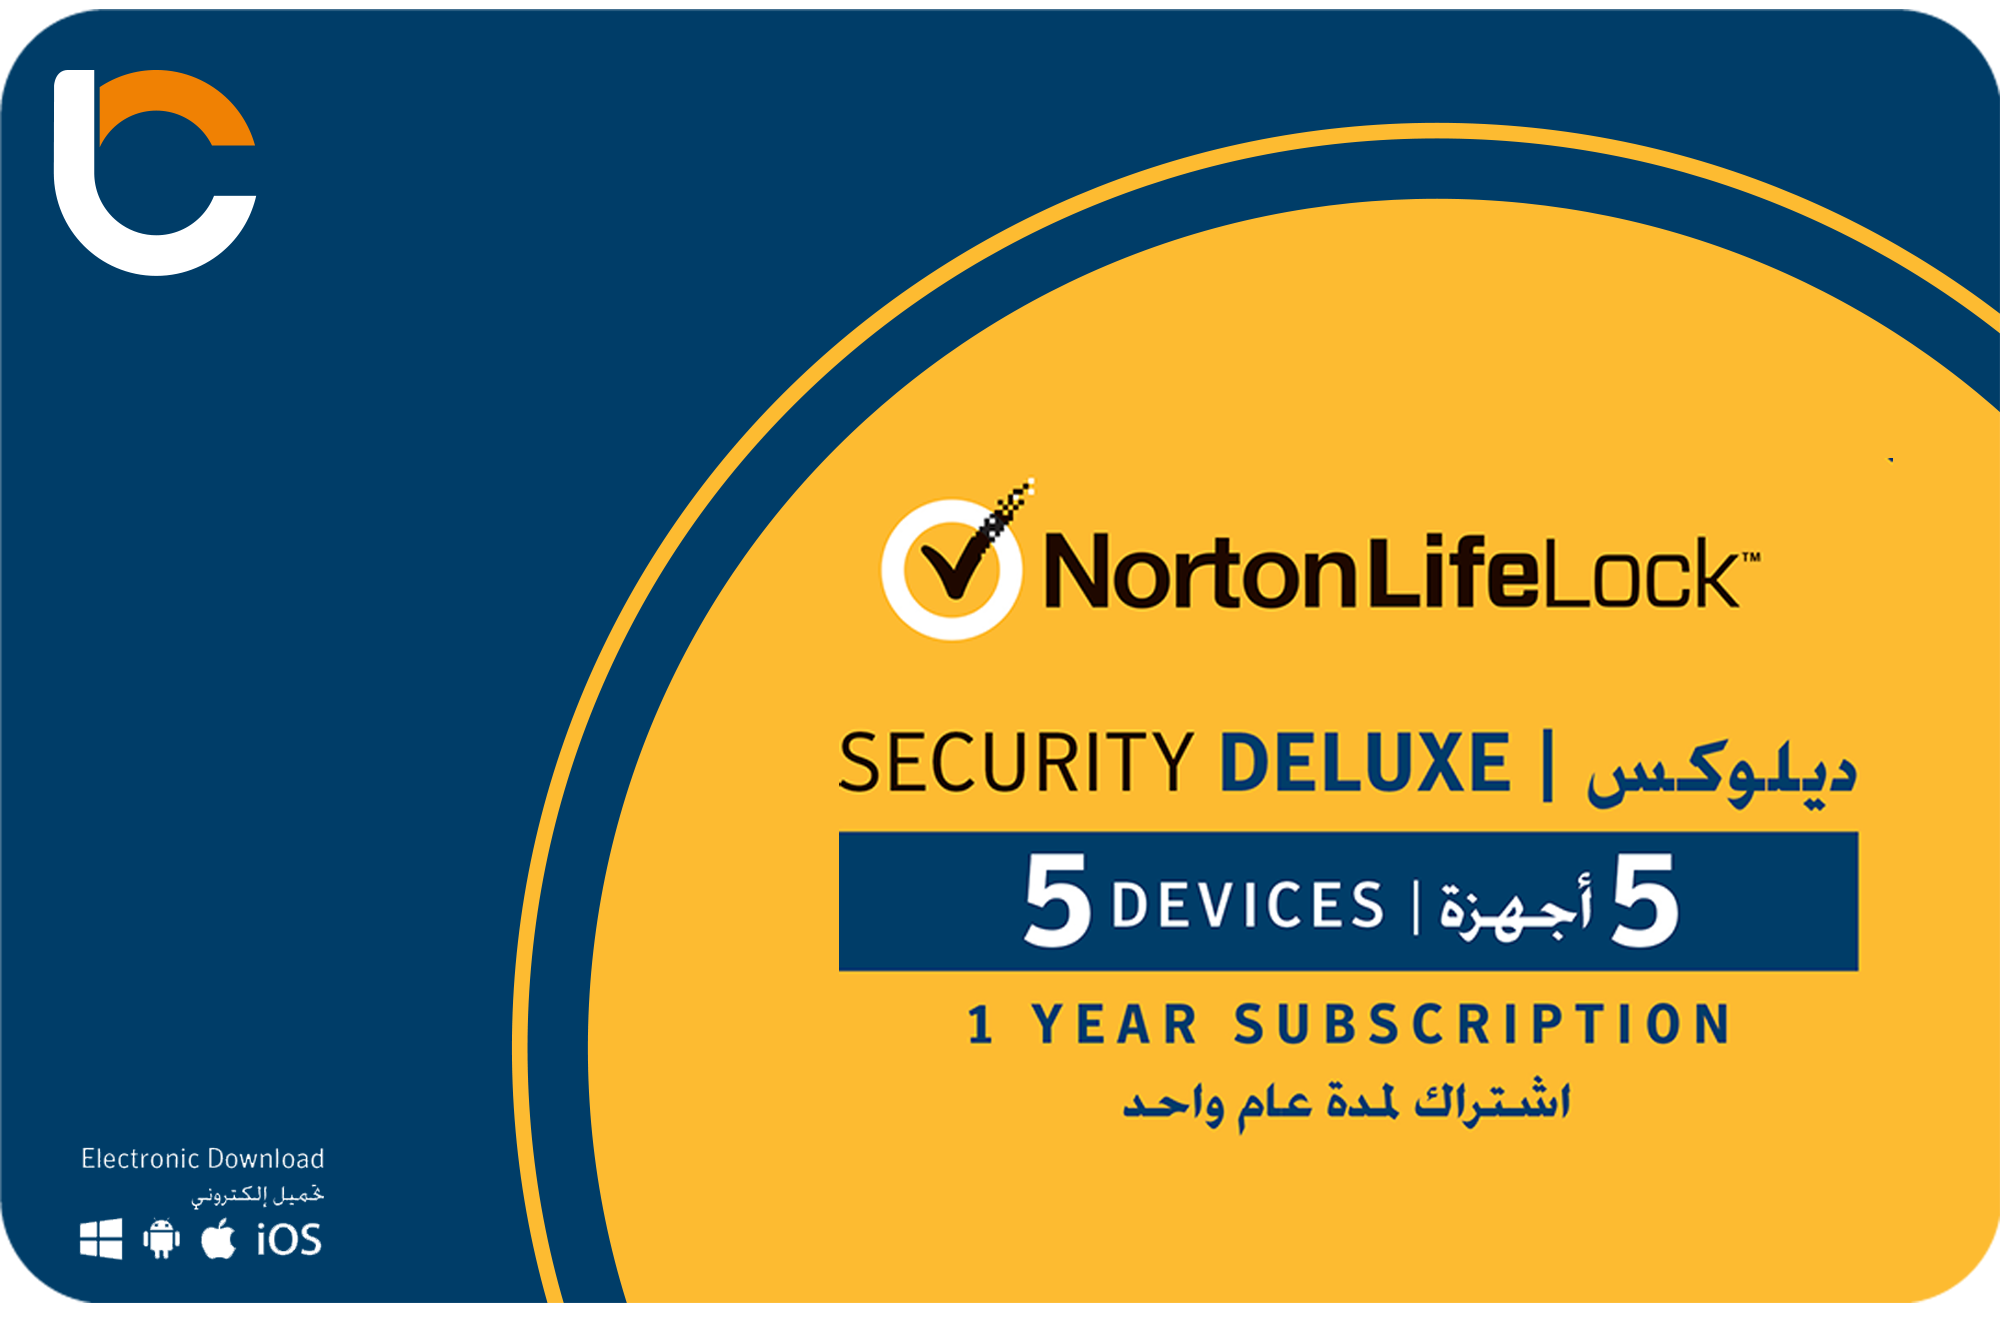 NortonLifeLock™
SECURITY DELUXE | ديلوكس
5 DEVICES | 5 أجهزة
1 YEAR SUBSCRIPTION
اشتراك لمدة عام واحد
Electronic Download
تحميل إلكتروني
iOS